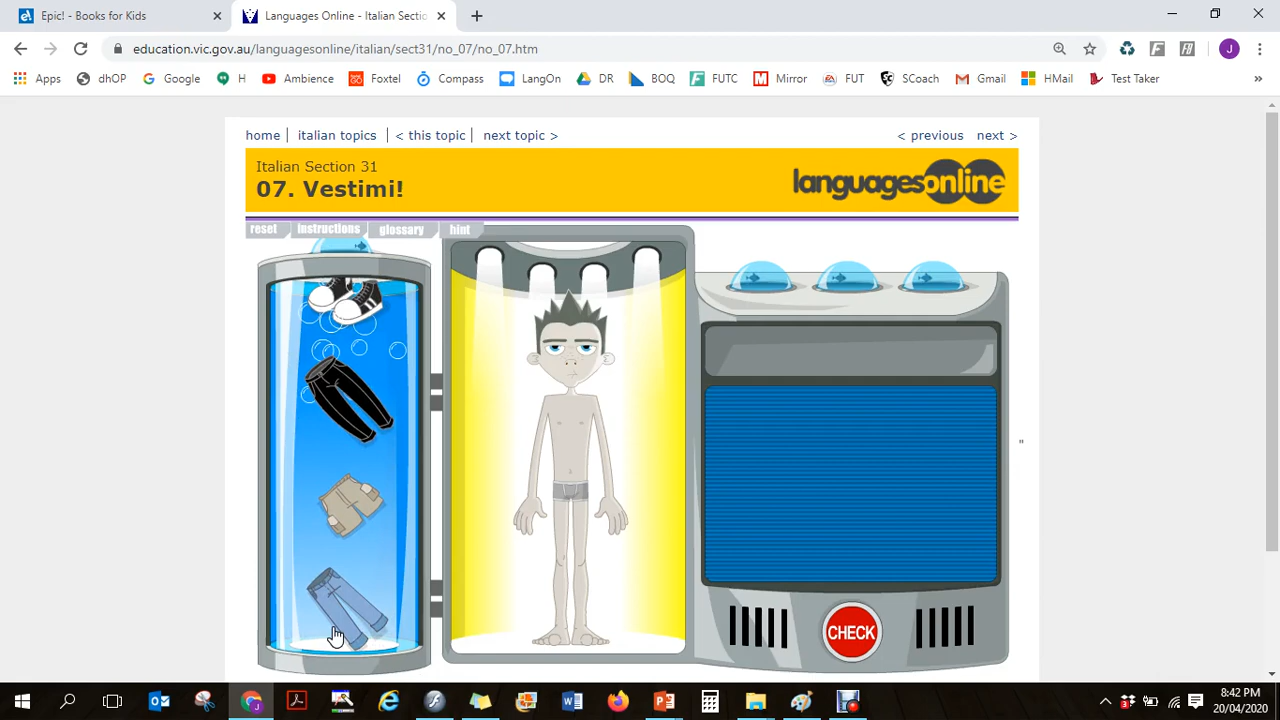 Epic! - Books for Kids
Languages Online - Italian Sectio
education.vic.gov.au/languagesonline/italian/sect31/no_07/no_07.htm
J
Apps dhOP Google H Ambience Foxtel Compass LangOn DR BOQ FUTC Mirror FUT SCoach Gmail HMail Test Taker »
home italian topics < this topic next topic > < previous next >
Italian Section 31
07. Vestimi!
languagesonline
reset instructions glossary hint
"
CHECK
8:42 PM
20/04/2020